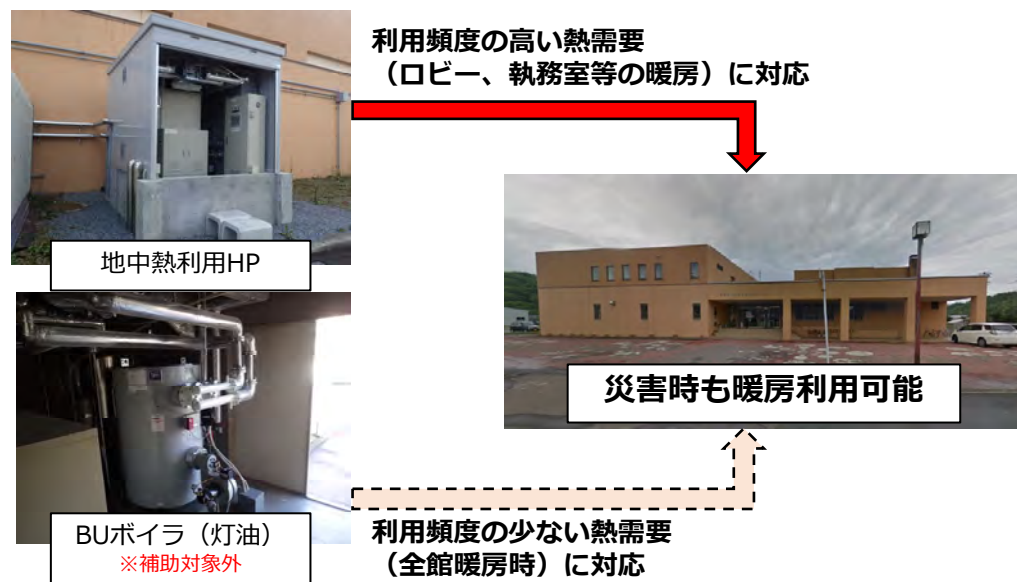 利用頻度の高い熱需要
（ロビー、執務室等の暖房）に対応
地中熱利用HP
災害時も暖房利用可能
BUボイラ（灯油）
※補助対象外
利用頻度の少ない熱需要
（全館暖房時）に対応